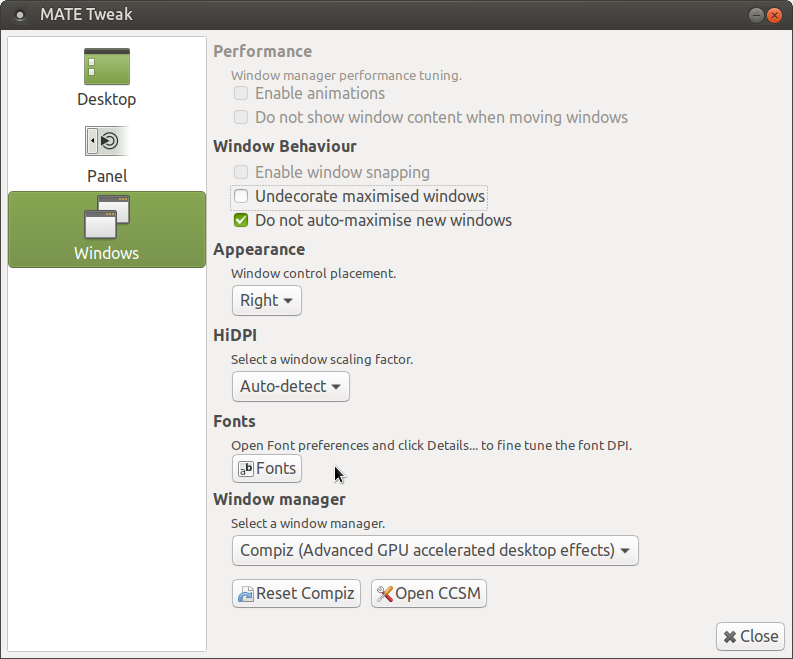 MATE Tweak
Desktop
Panel
Windows
Performance
Window manager performance tuning.
Enable animations
Do not show window content when moving windows
Window Behaviour
Enable window snapping
Undecorate maximised windows
Do not auto-maximise new windows
Appearance
Window control placement.
Right
HiDPI
Select a window scaling factor.
Auto-detect
Fonts
Open Font preferences and click Details... to fine tune the font DPI.
ab Fonts
Window manager
Select a window manager.
Compiz (Advanced GPU accelerated desktop effects)
Reset Compiz Open CCSM
Close